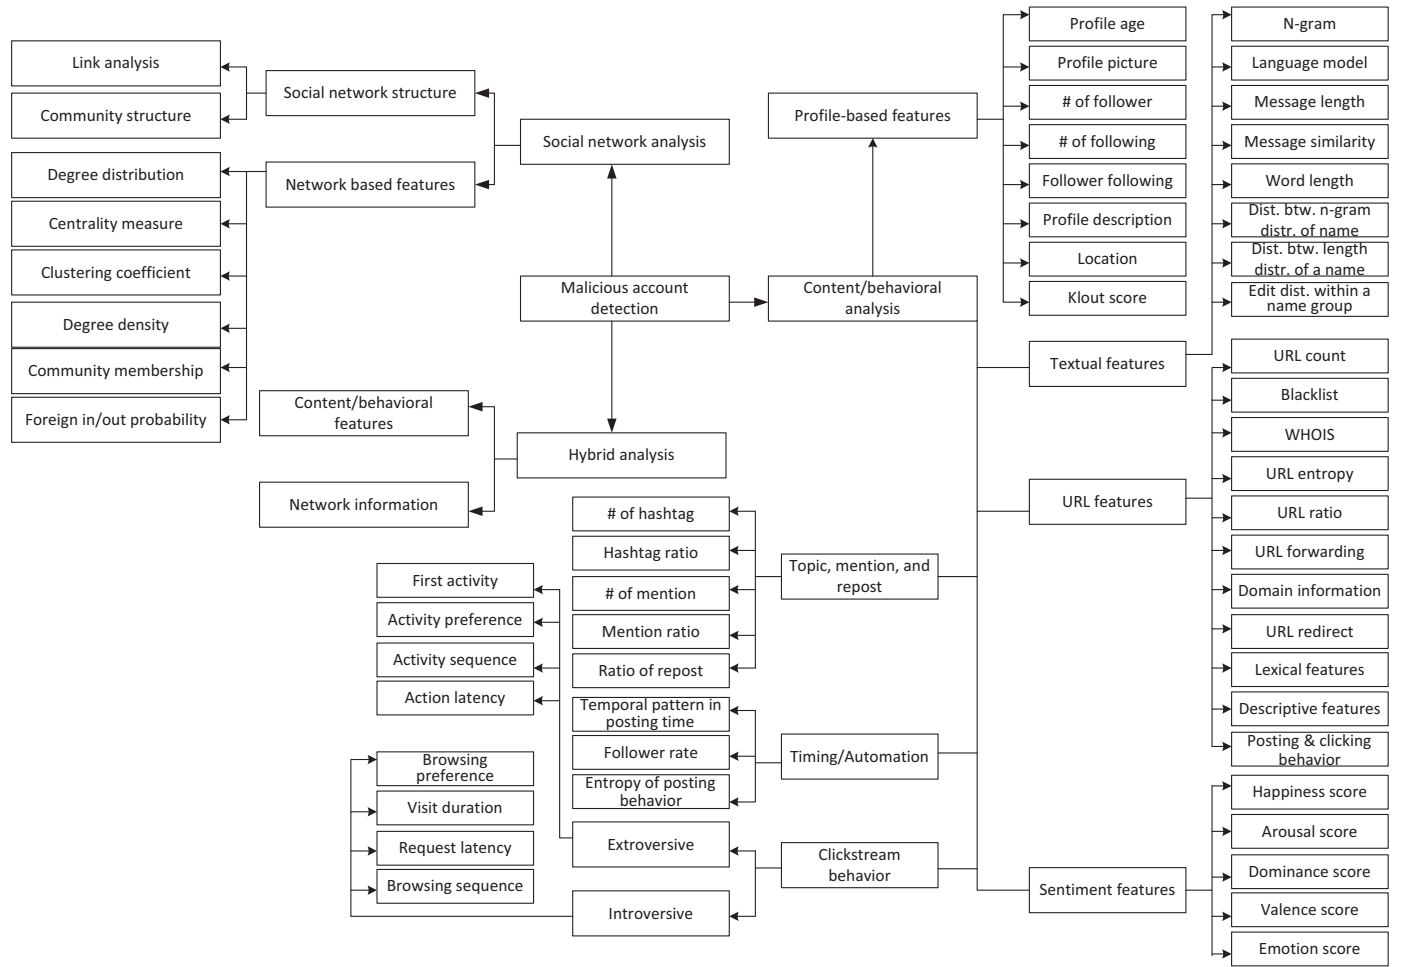 Link analysis
Community structure
Social network structure
Degree distribution
Centrality measure
Clustering coefficient
Degree density
Community membership
Foreign in/out probability
Network based features
Social network analysis
Malicious account
detection
Content/behavioral
features
Network information
Hybrid analysis
Profile-based features
Content/behavioral
analysis
Profile age
Profile picture
# of follower
# of following
Follower following
Profile description
Location
Klout score
Textual features
N-gram
Language model
Message length
Message similarity
Word length
Dist. btw. n-gram
distr. of name
Dist. btw. length
distr. of a name
Edit dist. within a
name group
URL features
URL count
Blacklist
WHOIS
URL entropy
URL ratio
URL forwarding
Domain information
URL redirect
Lexical features
Descriptive features
Posting & clicking
behavior
Topic, mention, and
repost
# of hashtag
Hashtag ratio
# of mention
Mention ratio
Ratio of repost
Timing/Automation
Temporal pattern in
posting time
Follower rate
Entropy of posting
behavior
Clickstream
behavior
Extroversive
First activity
Activity preference
Activity sequence
Action latency
Introversive
Browsing
preference
Visit duration
Request latency
Browsing sequence
Sentiment features
Happiness score
Arousal score
Dominance score
Valence score
Emotion score